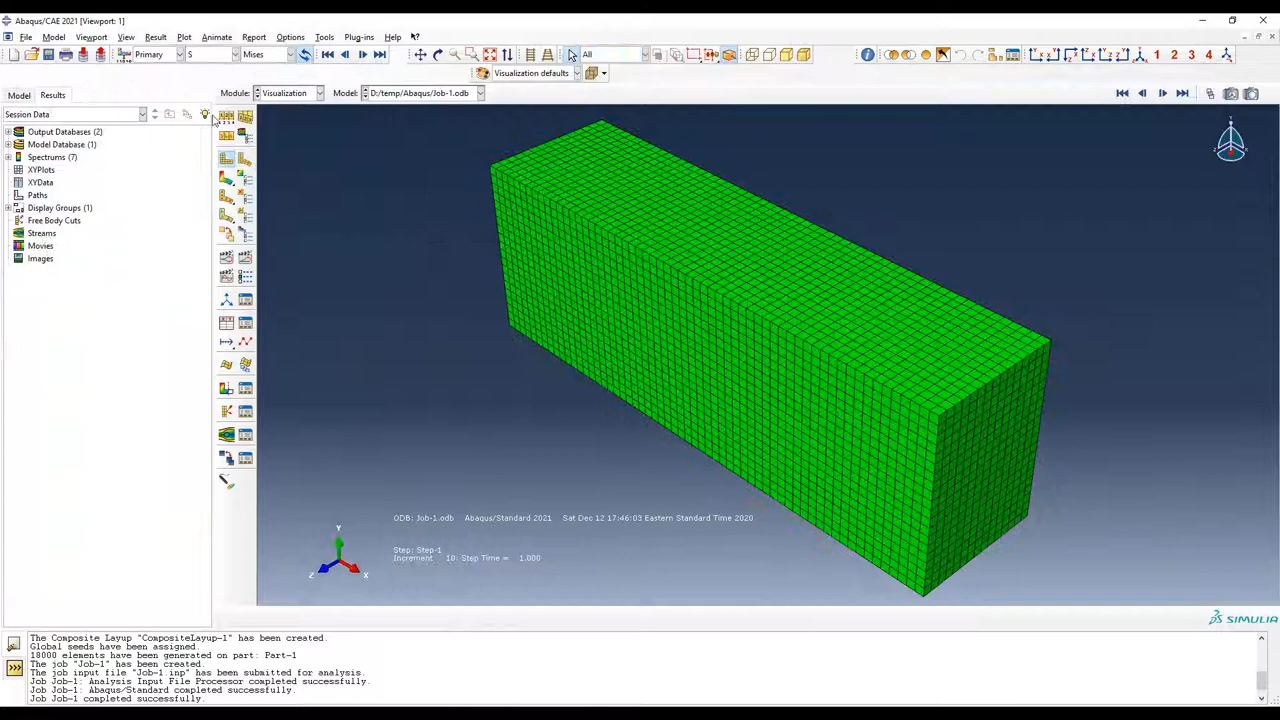 Abaqus/CAE 2021 [Viewport: 1]
File Model Viewport View Result Plot Animate Report Options Tools Plug-ins Help
Primary S Mises All 1 2 3 4
Visualization defaults
Model Results Module: Visualization Model: D:/temp/Abaqus/Job-1.odb
Session Data
Output Databases (2)
Model Database (1)
Spectrums (7)
XYPlots
XYData
Paths
Display Groups (1)
Free Body Cuts
Streams
Movies
Images
ODB: Job-1.odb Abaqus/Standard 2021 Sat Dec 12 17:46:03 Eastern Standard Time 2020
Step: Step-1
Increment 10: Step Time = 1.000
Y
Z X
SIMULIA
The Composite Layup "CompositeLayup-1" has been created.
Global seeds have been assigned.
18000 elements have been generated on part: Part-1
The job "Job-1" has been created.
The job input file "Job-1.inp" has been submitted for analysis.
Job Job-1: Analysis Input File Processor completed successfully.
Job Job-1: Abaqus/Standard completed successfully.
Job Job-1 completed successfully.